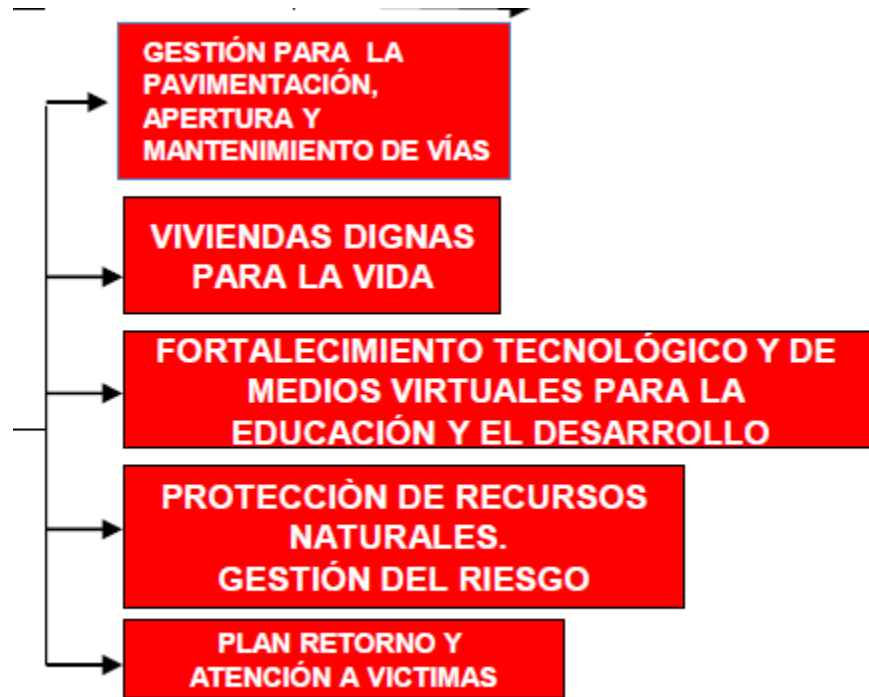 GESTIÓN PARA LA
PAVIMENTACIÓN,
APERTURA Y
MANTENIMIENTO DE VÍAS
VIVIENDAS DIGNAS
PARA LA VIDA
FORTALECIMIENTO TECNOLÓGICO Y DE
MEDIOS VIRTUALES PARA LA
EDUCACIÓN Y EL DESARROLLO
PROTECCIÒN DE RECURSOS
NATURALES.
GESTIÓN DEL RIESGO
PLAN RETORNO Y
ATENCIÓN A VICTIMAS